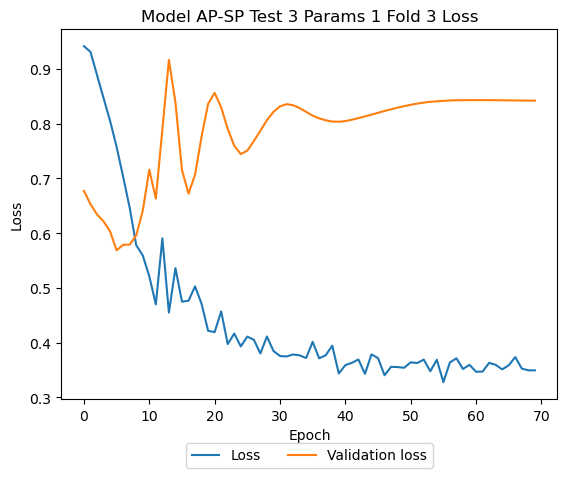 Model AP-SP Test 3 Params 1 Fold 3 Loss
0.9
0.8
0.7
0.6
0.5
0.4
0.3
Loss
0 10 20 30 40 50 60 70
Epoch
Loss Validation loss